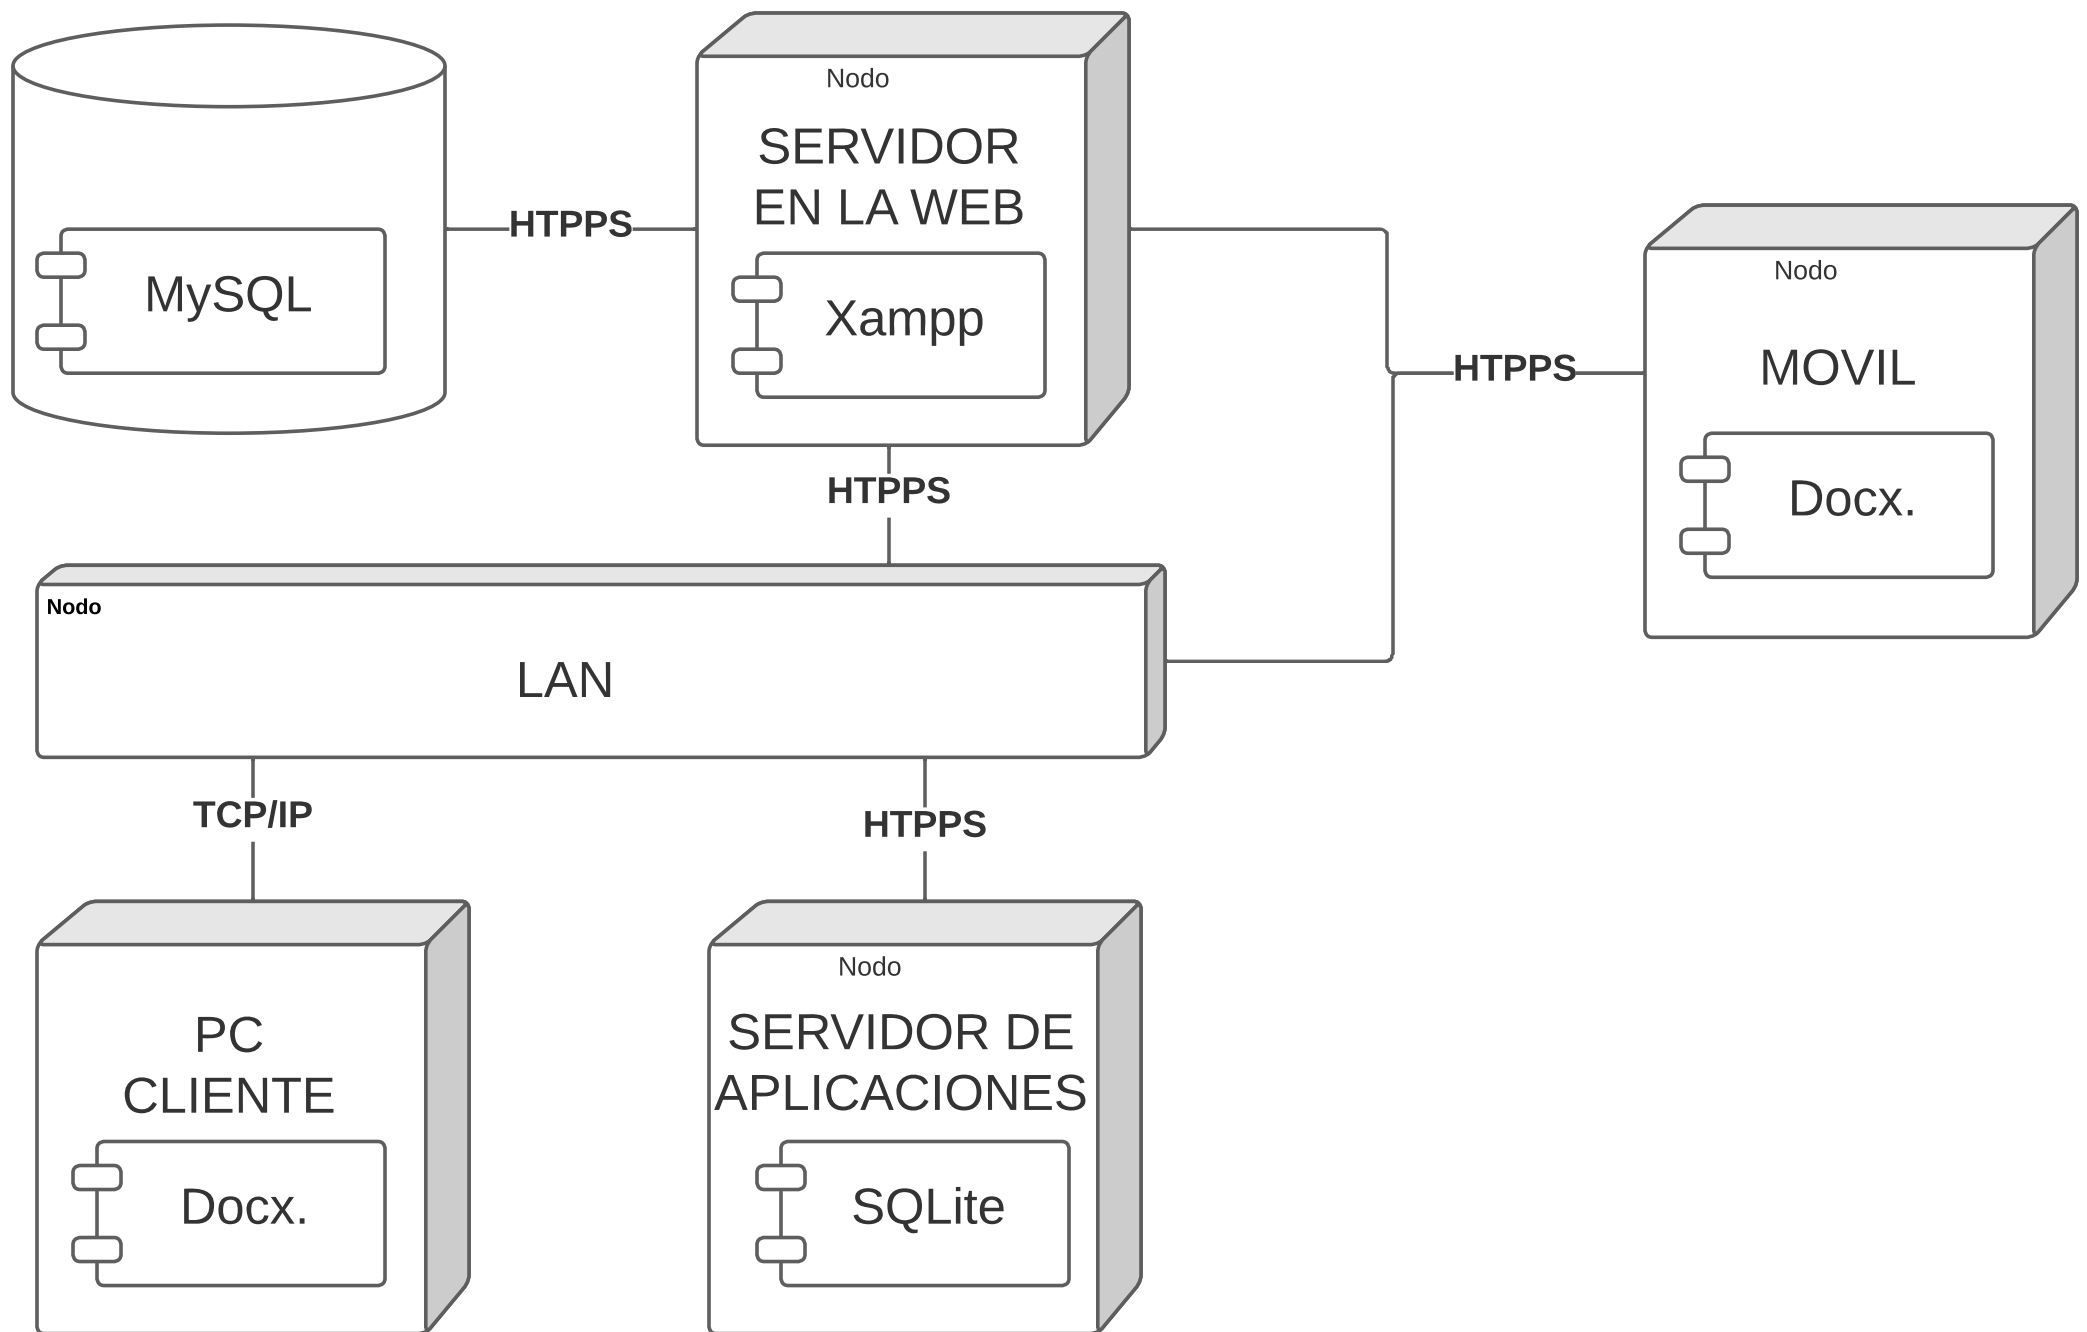 Nodo
SERVIDOR
EN LA WEB
HTPPS
MySQL
Xampp
Nodo
MOVIL
HTPPS
Docx.
HTPPS
Nodo
LAN
TCP/IP
HTPPS
PC
CLIENTE
Docx.
Nodo
SERVIDOR DE
APLICACIONES
SQLite